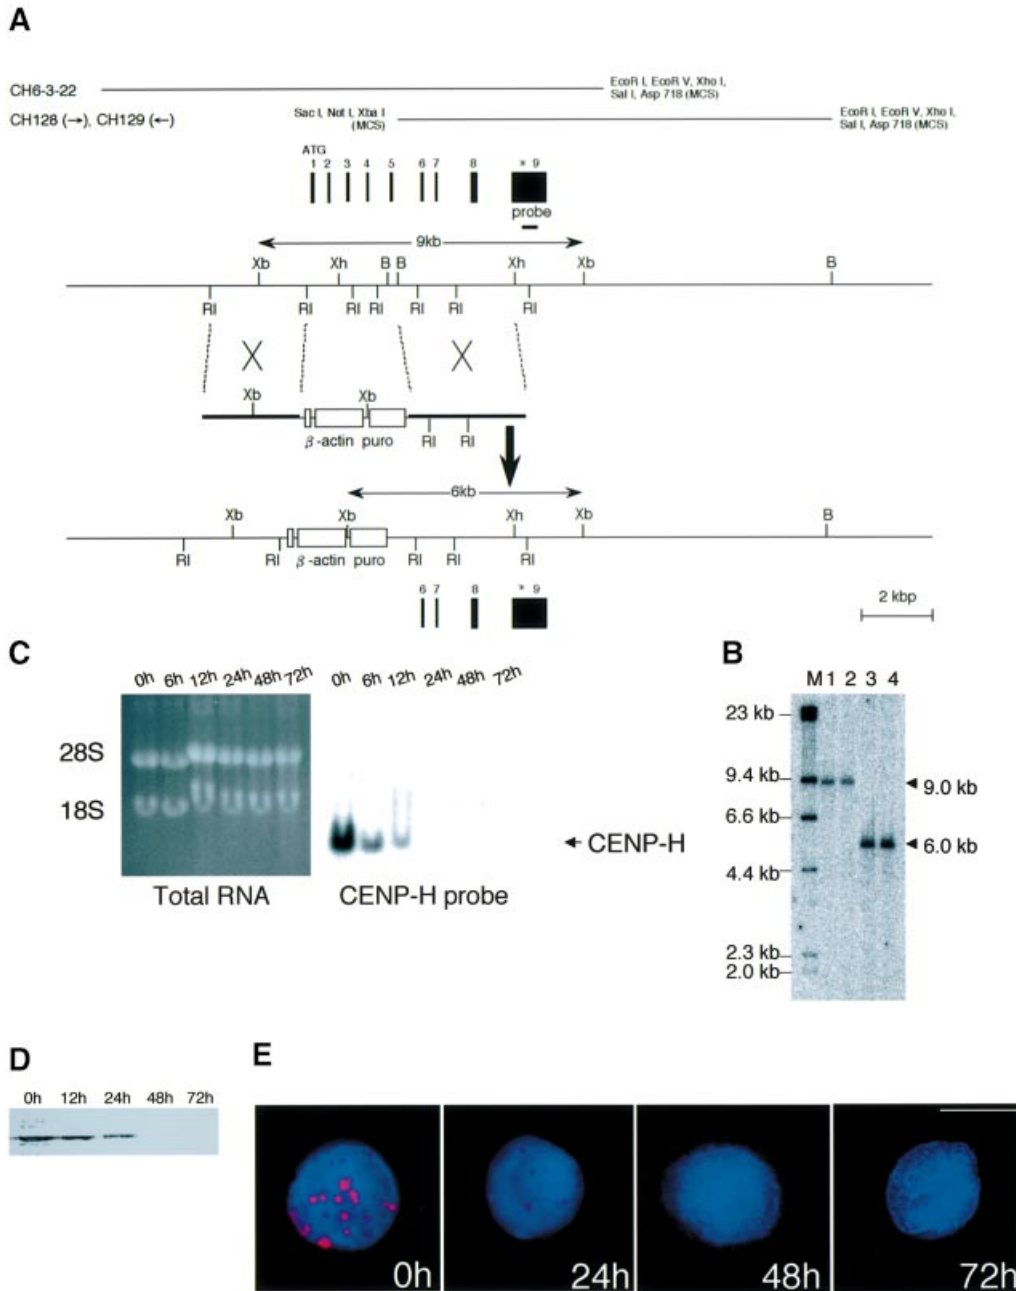 A
CH6-3-22
EcoR I, EcoR V, Xho I,
Sal I, Asp 718 (MCS)
CH128 (→), CH129 (←)
Sac I, Not I, Xba I
(MCS)
EcoR I, EcoR V, Xho I,
Sal I, Asp 718 (MCS)
ATG
1 2 3 4 5 6 7 8 * 9
probe
9kb
Xb Xh B B Xh Xb B
RI RI RI RI RI RI RI
Xb Xb
β-actin puro RI RI
6kb
Xb Xb Xh Xb B
RI RI β-actin puro RI RI RI
6 7 8 * 9
2 kbp
C
0h 6h 12h 24h 48h 72h
0h 6h 12h 24h 48h 72h
28S
18S
CENP-H
Total RNA
CENP-H probe
B
M 1 2 3 4
23 kb
9.4 kb
9.0 kb
6.6 kb
6.0 kb
4.4 kb
2.3 kb
2.0 kb
D
0h 12h 24h 48h 72h
E
0h
24h
48h
72h